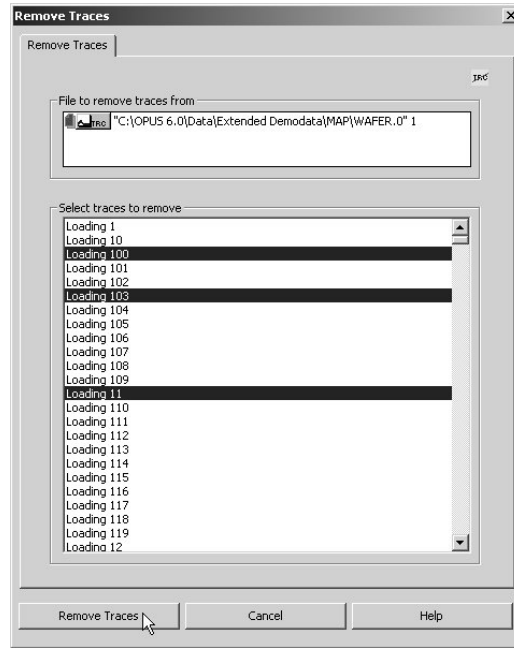 Remove Traces
Remove Traces
TRC
File to remove traces from
TRC "C:\OPUS 6.0\Data\Extended Demodata\MAP\WAFER.0" 1
Select traces to remove
Loading 1
Loading 10
Loading 100
Loading 101
Loading 102
Loading 103
Loading 104
Loading 105
Loading 106
Loading 107
Loading 108
Loading 109
Loading 11
Loading 110
Loading 111
Loading 112
Loading 113
Loading 114
Loading 115
Loading 116
Loading 117
Loading 118
Loading 119
Loading 12
Remove Traces Cancel Help